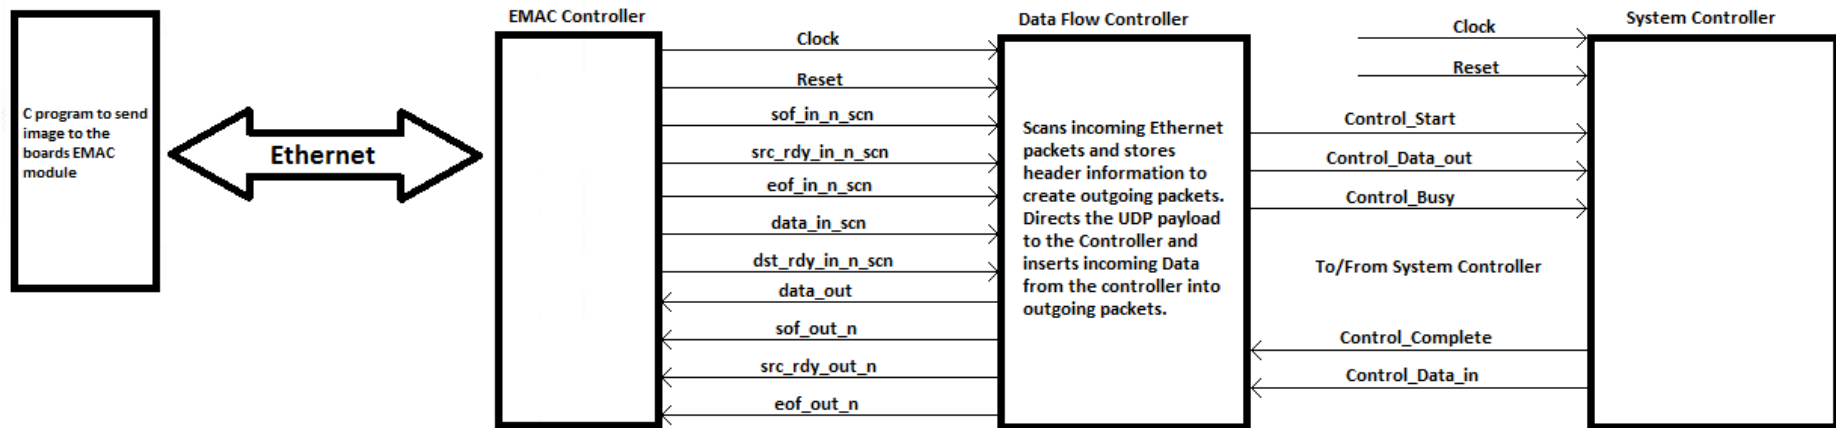 EMAC Controller
Data Flow Controller
System Controller
C program to send
image to the
boards EMAC
module
Ethernet
Clock
Reset
sof_in_n_scn
src_rdy_in_n_scn
eof_in_n_scn
data_in_scn
dst_rdy_in_n_scn
data_out
sof_out_n
src_rdy_out_n
eof_out_n
Scans incoming Ethernet
packets and stores
header information to
create outgoing packets.
Directs the UDP payload
to the Controller and
inserts incoming Data
from the controller into
outgoing packets.
Clock
Reset
Control_Start
Control_Data_out
Control_Busy
To/From System Controller
Control_Complete
Control_Data_in